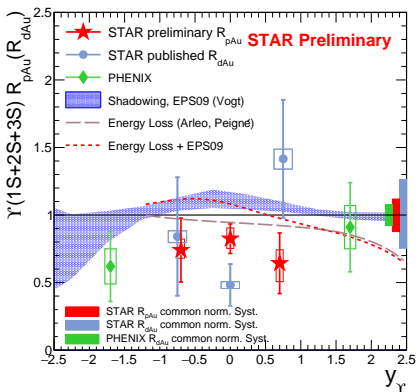 ϒ(1S+2S+3S) R_pAu(R_dAu)
2.5
2
1.5
1
0.5
0
STAR preliminary R_pAu STAR Preliminary
STAR published R_dAu
PHENIX
Shadowing, EPS09 (Vogt)
Energy Loss (Arleo, Peigné)
Energy Loss + EPS09
STAR R_pAu common norm. Syst.
STAR R_dAu common norm. Syst.
PHENIX R_dAu common norm. Syst.
−2.5 −2 −1.5 −1 −0.5 0 0.5 1 1.5 2 2.5
y_ϒ